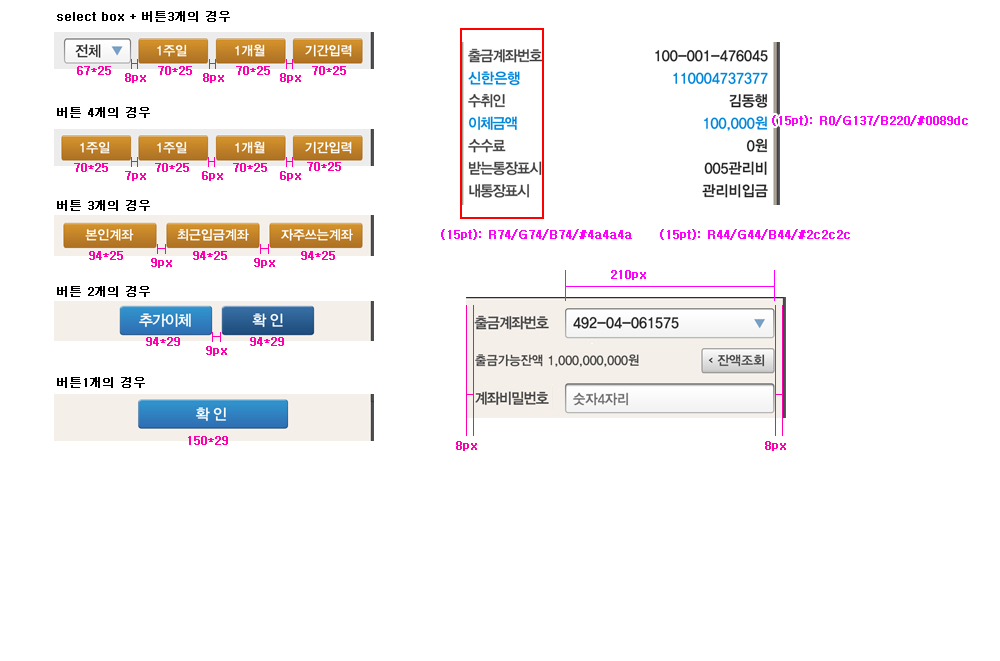 select box + 버튼3개의 경우
전체 1주일 1개월 기간입력
67*25 8px 70*25 8px 70*25 8px 70*25
버튼 4개의 경우
1주일 1주일 1개월 기간입력
70*25 7px 70*25 6px 70*25 6px 70*25
버튼 3개의 경우
본인계좌 최근입금계좌 자주쓰는계좌
94*25 9px 94*25 9px 94*25
버튼 2개의 경우
추가이체 확 인
94*29 9px 94*29
버튼1개의 경우
확 인
150*29
출금계좌번호 100-001-476045
신한은행 110004737377
수취인 김동행
이체금액 100,000원 (15pt): R0/G137/B220/#0089dc
수수료 0원
받는통장표시 005관리비
내통장표시 관리비입금
(15pt): R74/G74/B74/#4a4a4a (15pt): R44/G44/B44/#2c2c2c
210px
출금계좌번호 492-04-061575
출금가능잔액 1,000,000,000원 ‹ 잔액조회
계좌비밀번호 숫자4자리
8px 8px